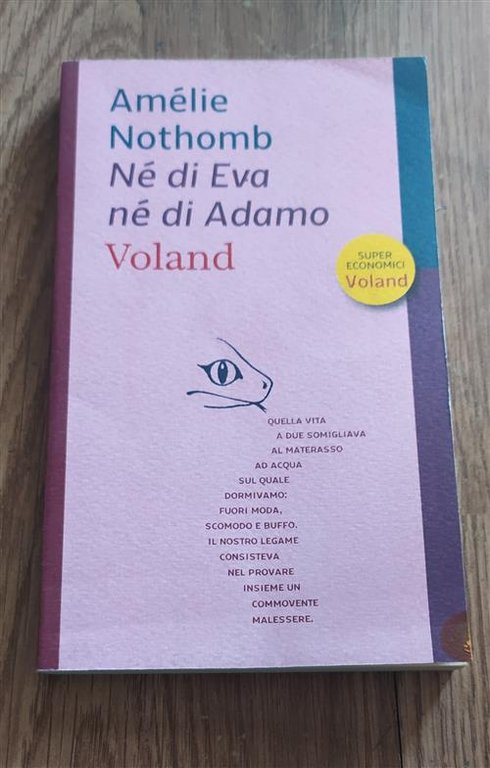 Amélie
Nothomb
Né di Eva
né di Adamo
Voland
SUPER
ECONOMICI
Voland
QUELLA VITA
A DUE SOMIGLIAVA
AL MATERASSO
AD ACQUA
SUL QUALE
DORMIVAMO:
FUORI MODA,
SCOMODO E BUFFO.
IL NOSTRO LEGAME
CONSISTEVA
NEL PROVARE
INSIEME UN
COMMOVENTE
MALESSERE.